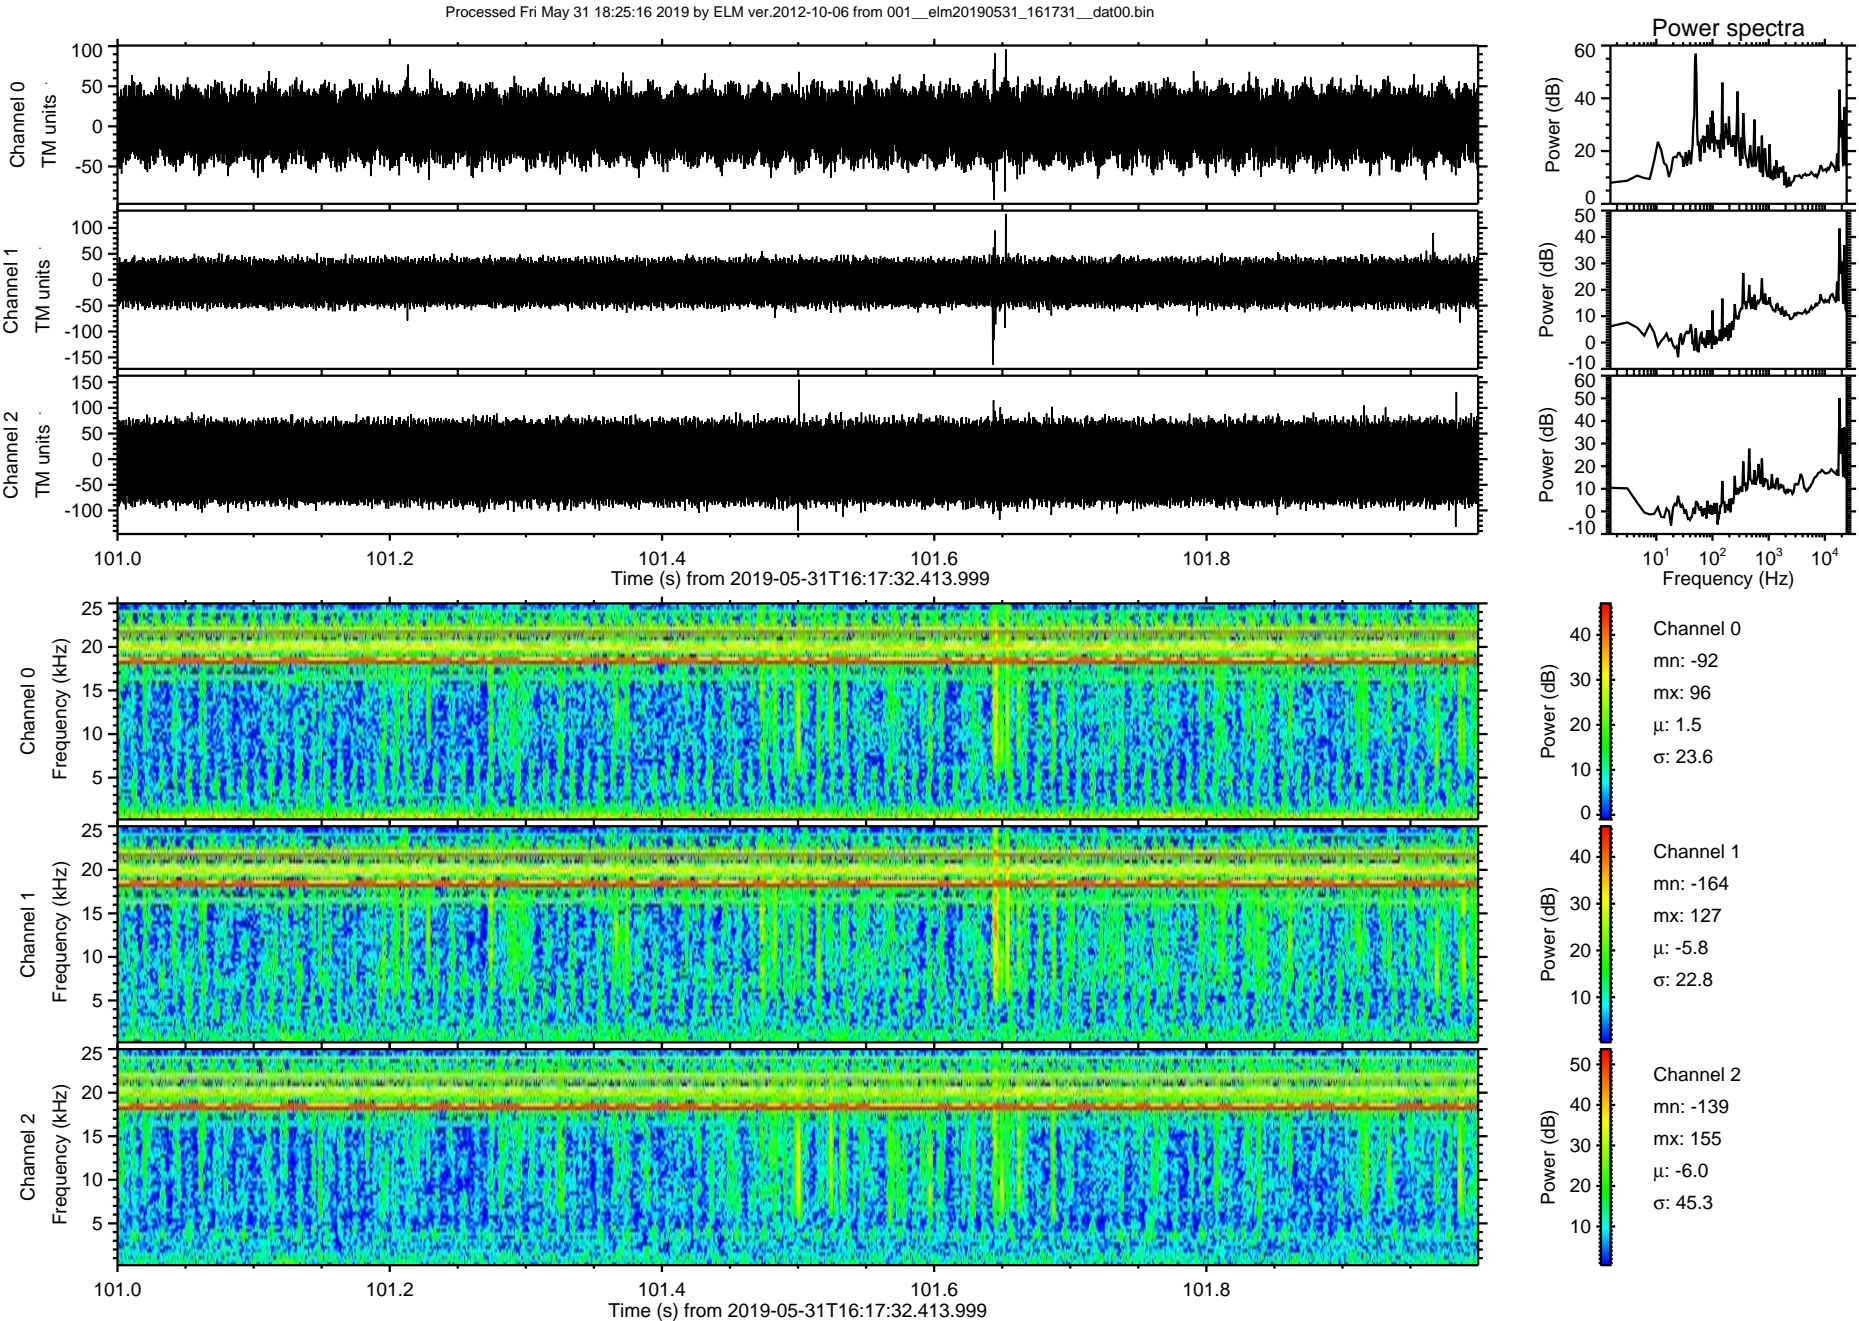 Processed Fri May 31 18:25:16 2019 by ELM ver.2012-10-06 from 001__elm20190531_161731__dat00.bin
Power spectra
Channel 0
TM units
100
50
0
-50
Power (dB)
60
40
20
0
Channel 1
TM units
100
50
0
-50
-100
-150
Power (dB)
50
40
30
20
10
0
-10
Channel 2
TM units
150
100
50
0
-50
-100
Power (dB)
60
50
40
30
20
10
0
-10
101.0 101.2 101.4 101.6 101.8
Time (s) from 2019-05-31T16:17:32.413.999
10^1 10^2 10^3 10^4
Frequency (Hz)
Channel 0
Frequency (kHz)
25
20
15
10
5
Power (dB)
40
30
20
10
0
Channel 0
mn: -92
mx: 96
μ: 1.5
σ: 23.6
Channel 1
Frequency (kHz)
25
20
15
10
5
Power (dB)
40
30
20
10
Channel 1
mn: -164
mx: 127
μ: -5.8
σ: 22.8
Channel 2
Frequency (kHz)
25
20
15
10
5
Power (dB)
50
40
30
20
10
Channel 2
mn: -139
mx: 155
μ: -6.0
σ: 45.3
101.0 101.2 101.4 101.6 101.8
Time (s) from 2019-05-31T16:17:32.413.999